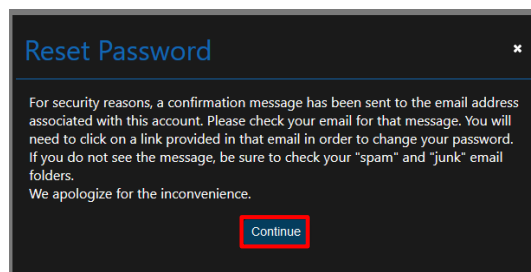 Reset Password
×
For security reasons, a confirmation message has been sent to the email address
associated with this account. Please check your email for that message. You will
need to click on a link provided in that email in order to change your password.
If you do not see the message, be sure to check your "spam" and "junk" email
folders.
We apologize for the inconvenience.
Continue